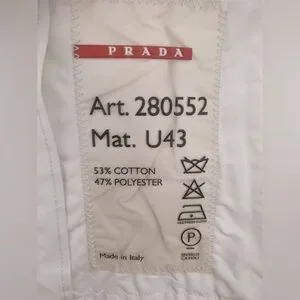 PRADA
Art. 280552
Mat. U43
53% COTTON
47% POLYESTER
Made in Italy